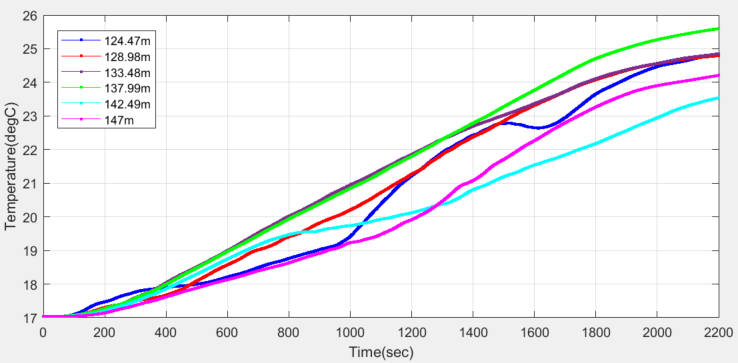 26
25
24
23
22
21
20
19
18
17
Temperature(degC)
124.47m
128.98m
133.48m
137.99m
142.49m
147m
0 200 400 600 800 1000 1200 1400 1600 1800 2000 2200
Time(sec)